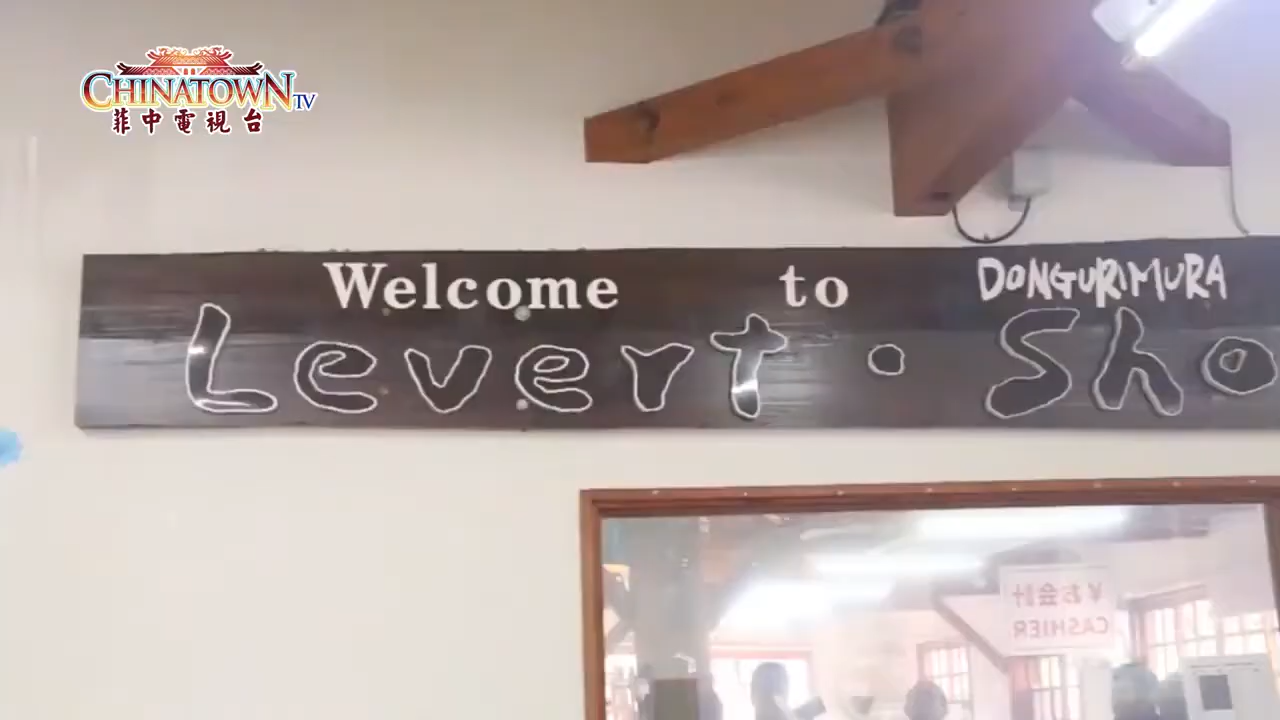 CHINATOWN TV
菲中電視台
Welcome to DONGURIMURA
Levert・Sho
¥お会計
CASHIER